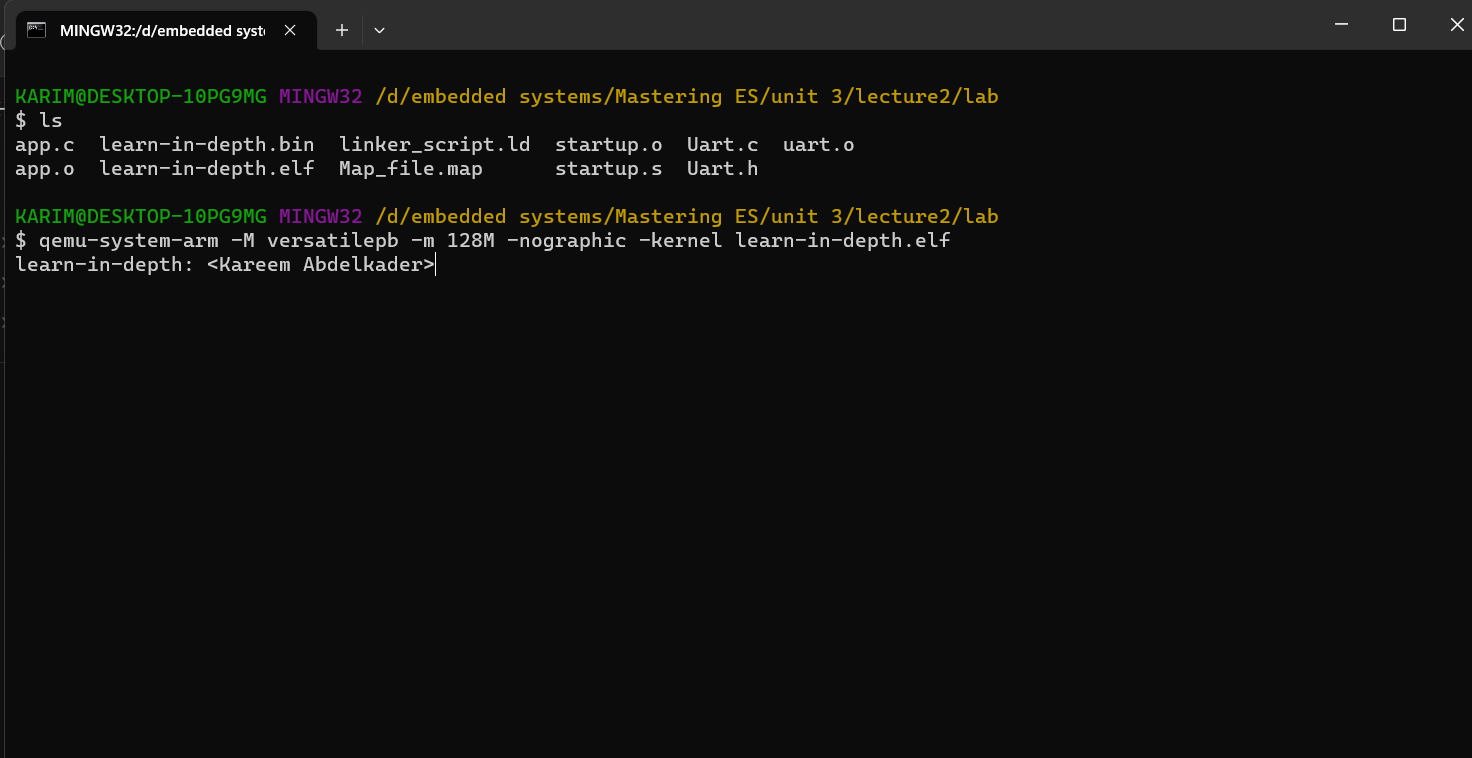 MINGW32:/d/embedded syst
KARIM@DESKTOP-10PG9MG MINGW32 /d/embedded systems/Mastering ES/unit 3/lecture2/lab
$ ls
app.c  learn-in-depth.bin  linker_script.ld  startup.o  Uart.c  uart.o
app.o  learn-in-depth.elf  Map_file.map      startup.s  Uart.h
KARIM@DESKTOP-10PG9MG MINGW32 /d/embedded systems/Mastering ES/unit 3/lecture2/lab
$ qemu-system-arm -M versatilepb -m 128M -nographic -kernel learn-in-depth.elf
learn-in-depth: <Kareem Abdelkader>